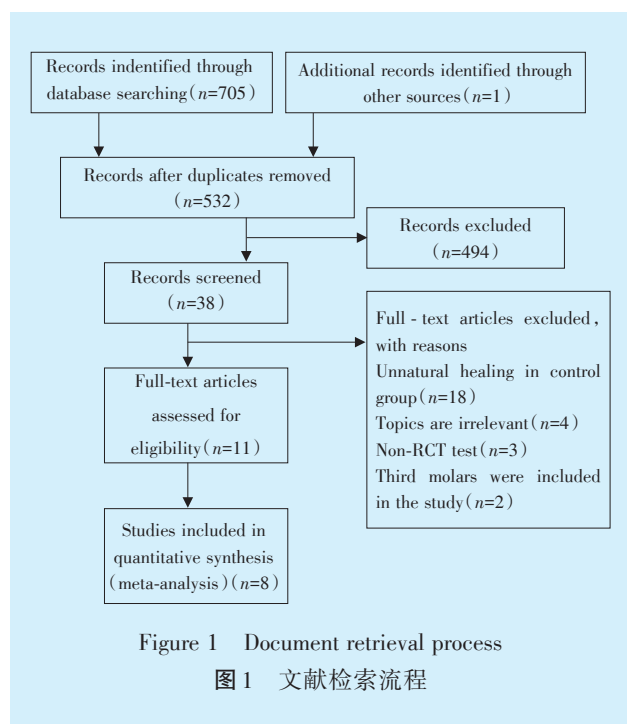 Records indentified through
database searching(n=705)
Additional records identified through
other sources(n=1)
Records after duplicates removed
(n=532)
Records excluded
(n=494)
Records screened
(n=38)
Full - text articles excluded,
with reasons
Unnatural healing in control
group(n=18)
Topics are irrelevant(n=4)
Non-RCT test(n=3)
Third molars were included
in the study(n=2)
Full-text articles
assessed for
eligibility(n=11)
Studies included in
quantitative synthesis
(meta-analysis)(n=8)
Figure 1 Document retrieval process
图1 文献检索流程